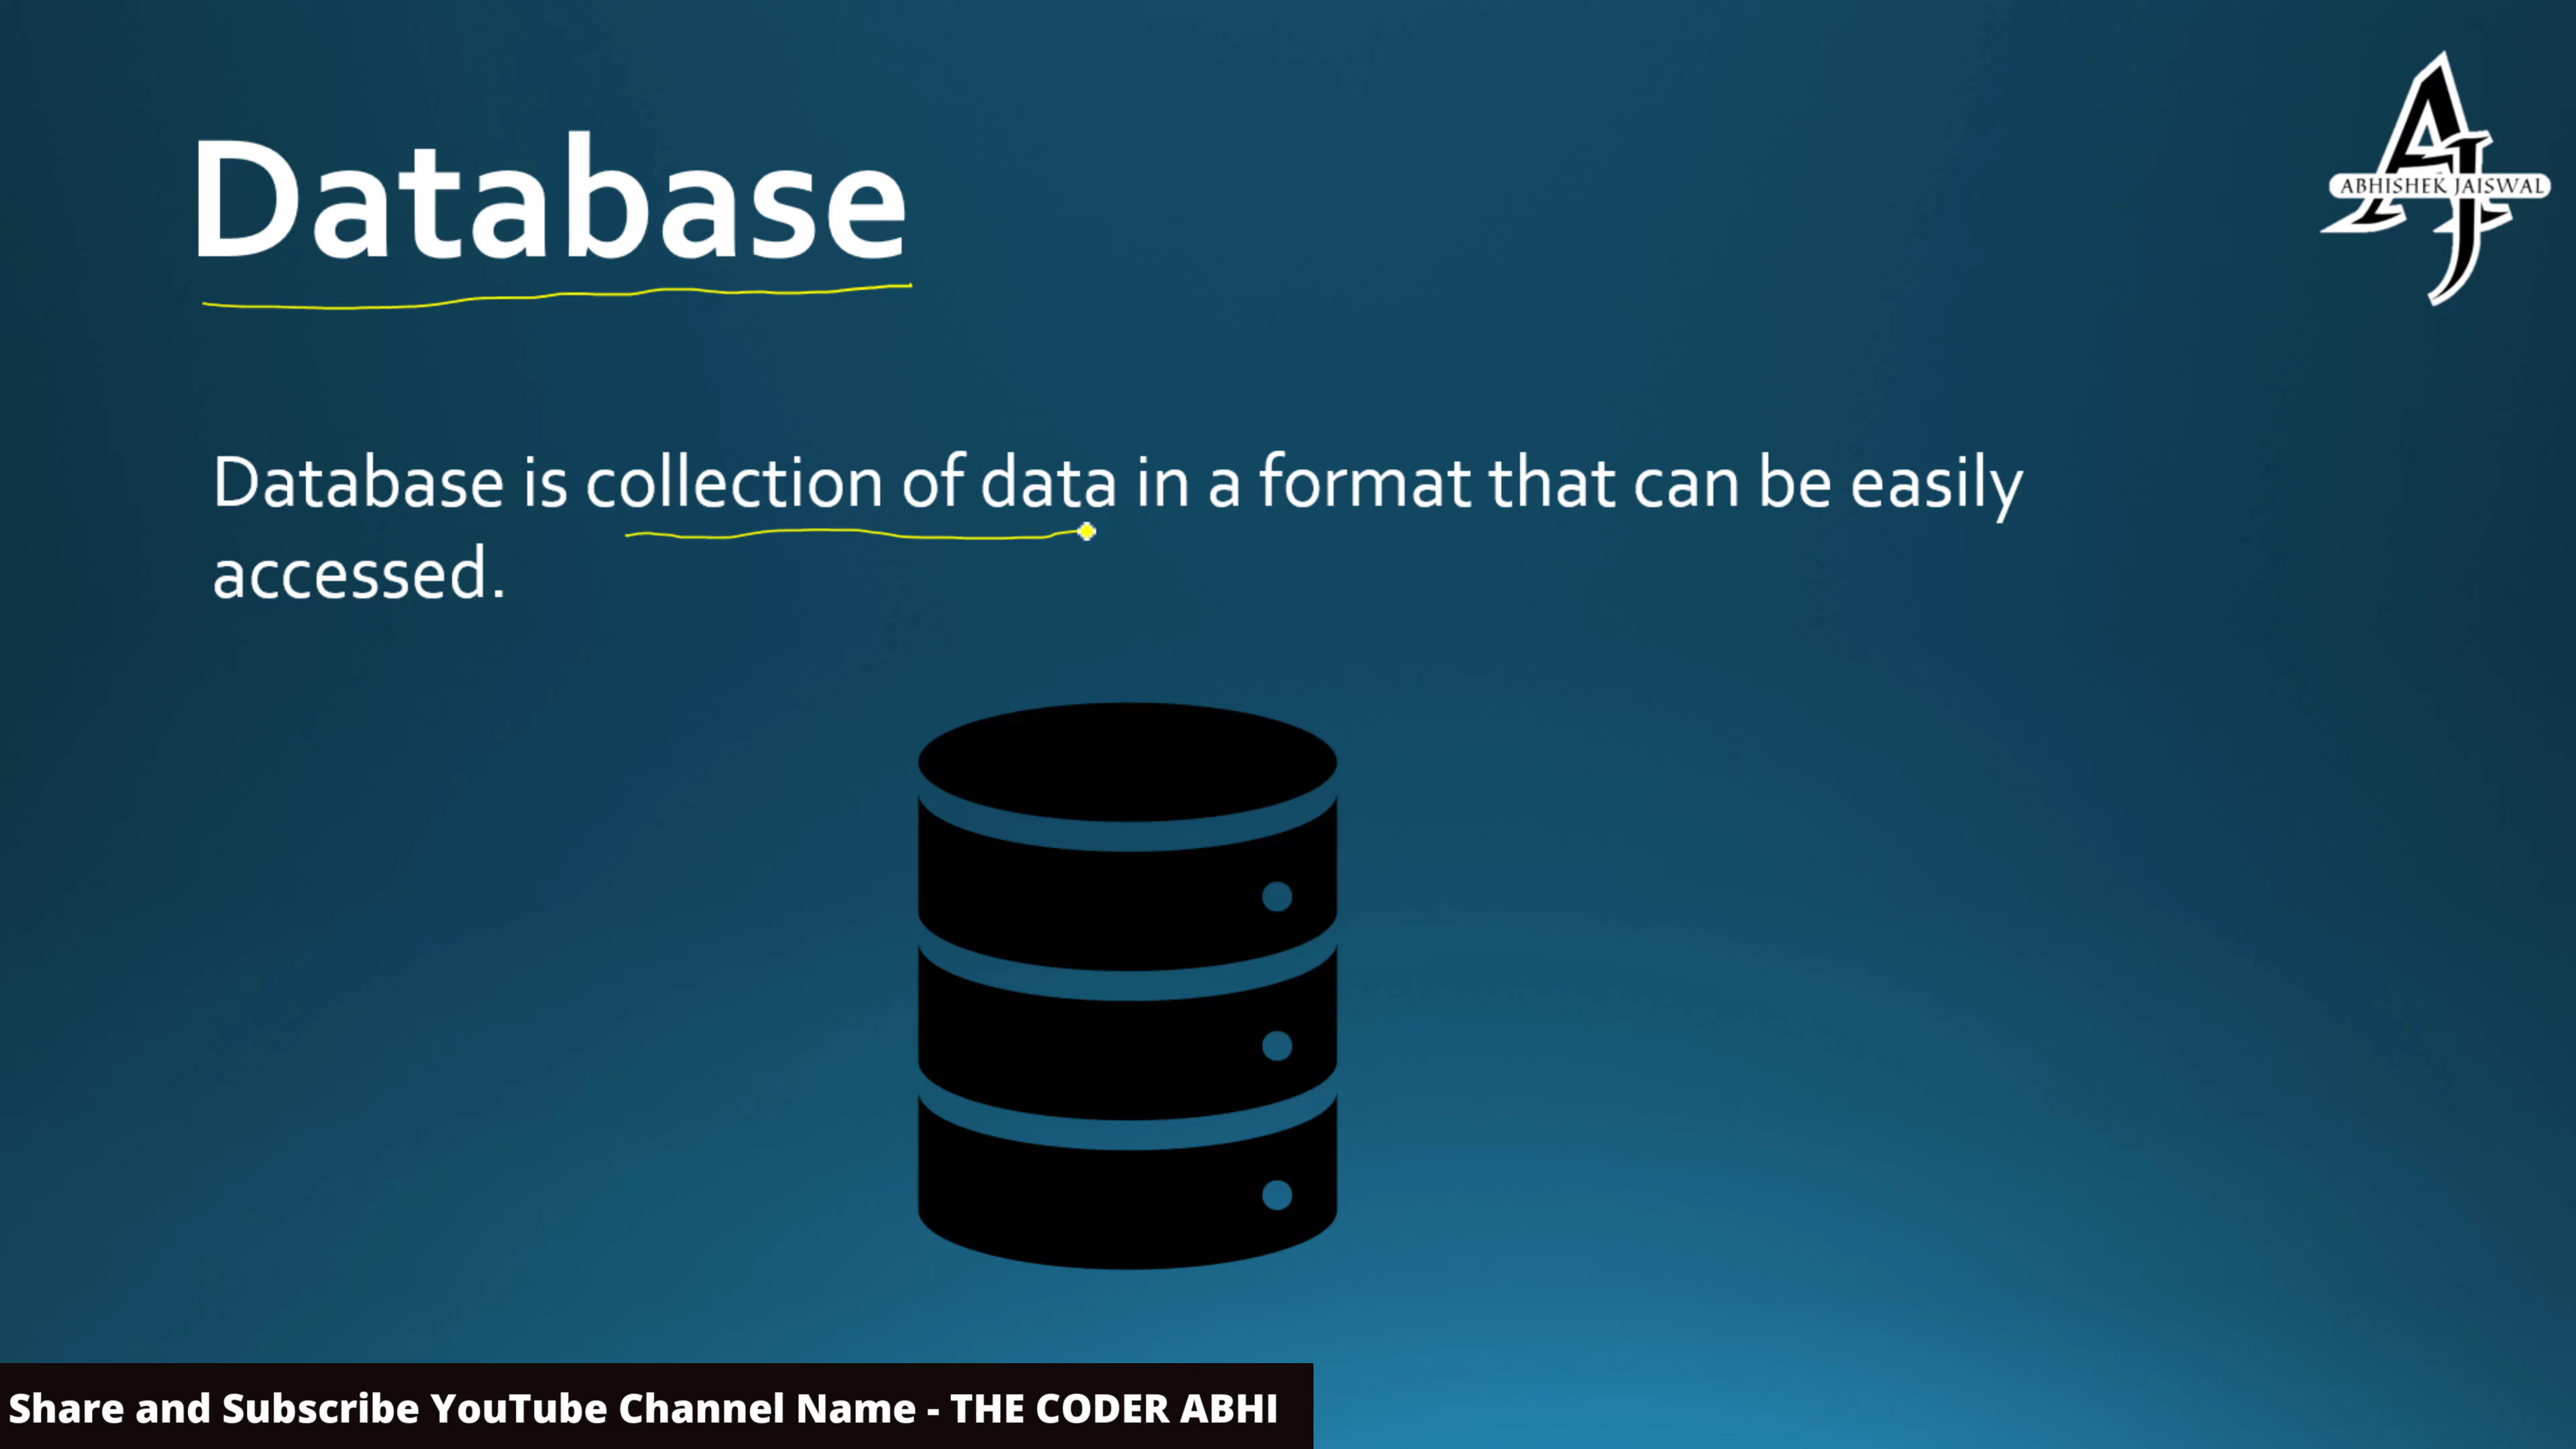 Database
ABHISHEK JAISWAL
Database is collection of data in a format that can be easily
accessed.
Share and Subscribe YouTube Channel Name - THE CODER ABHI